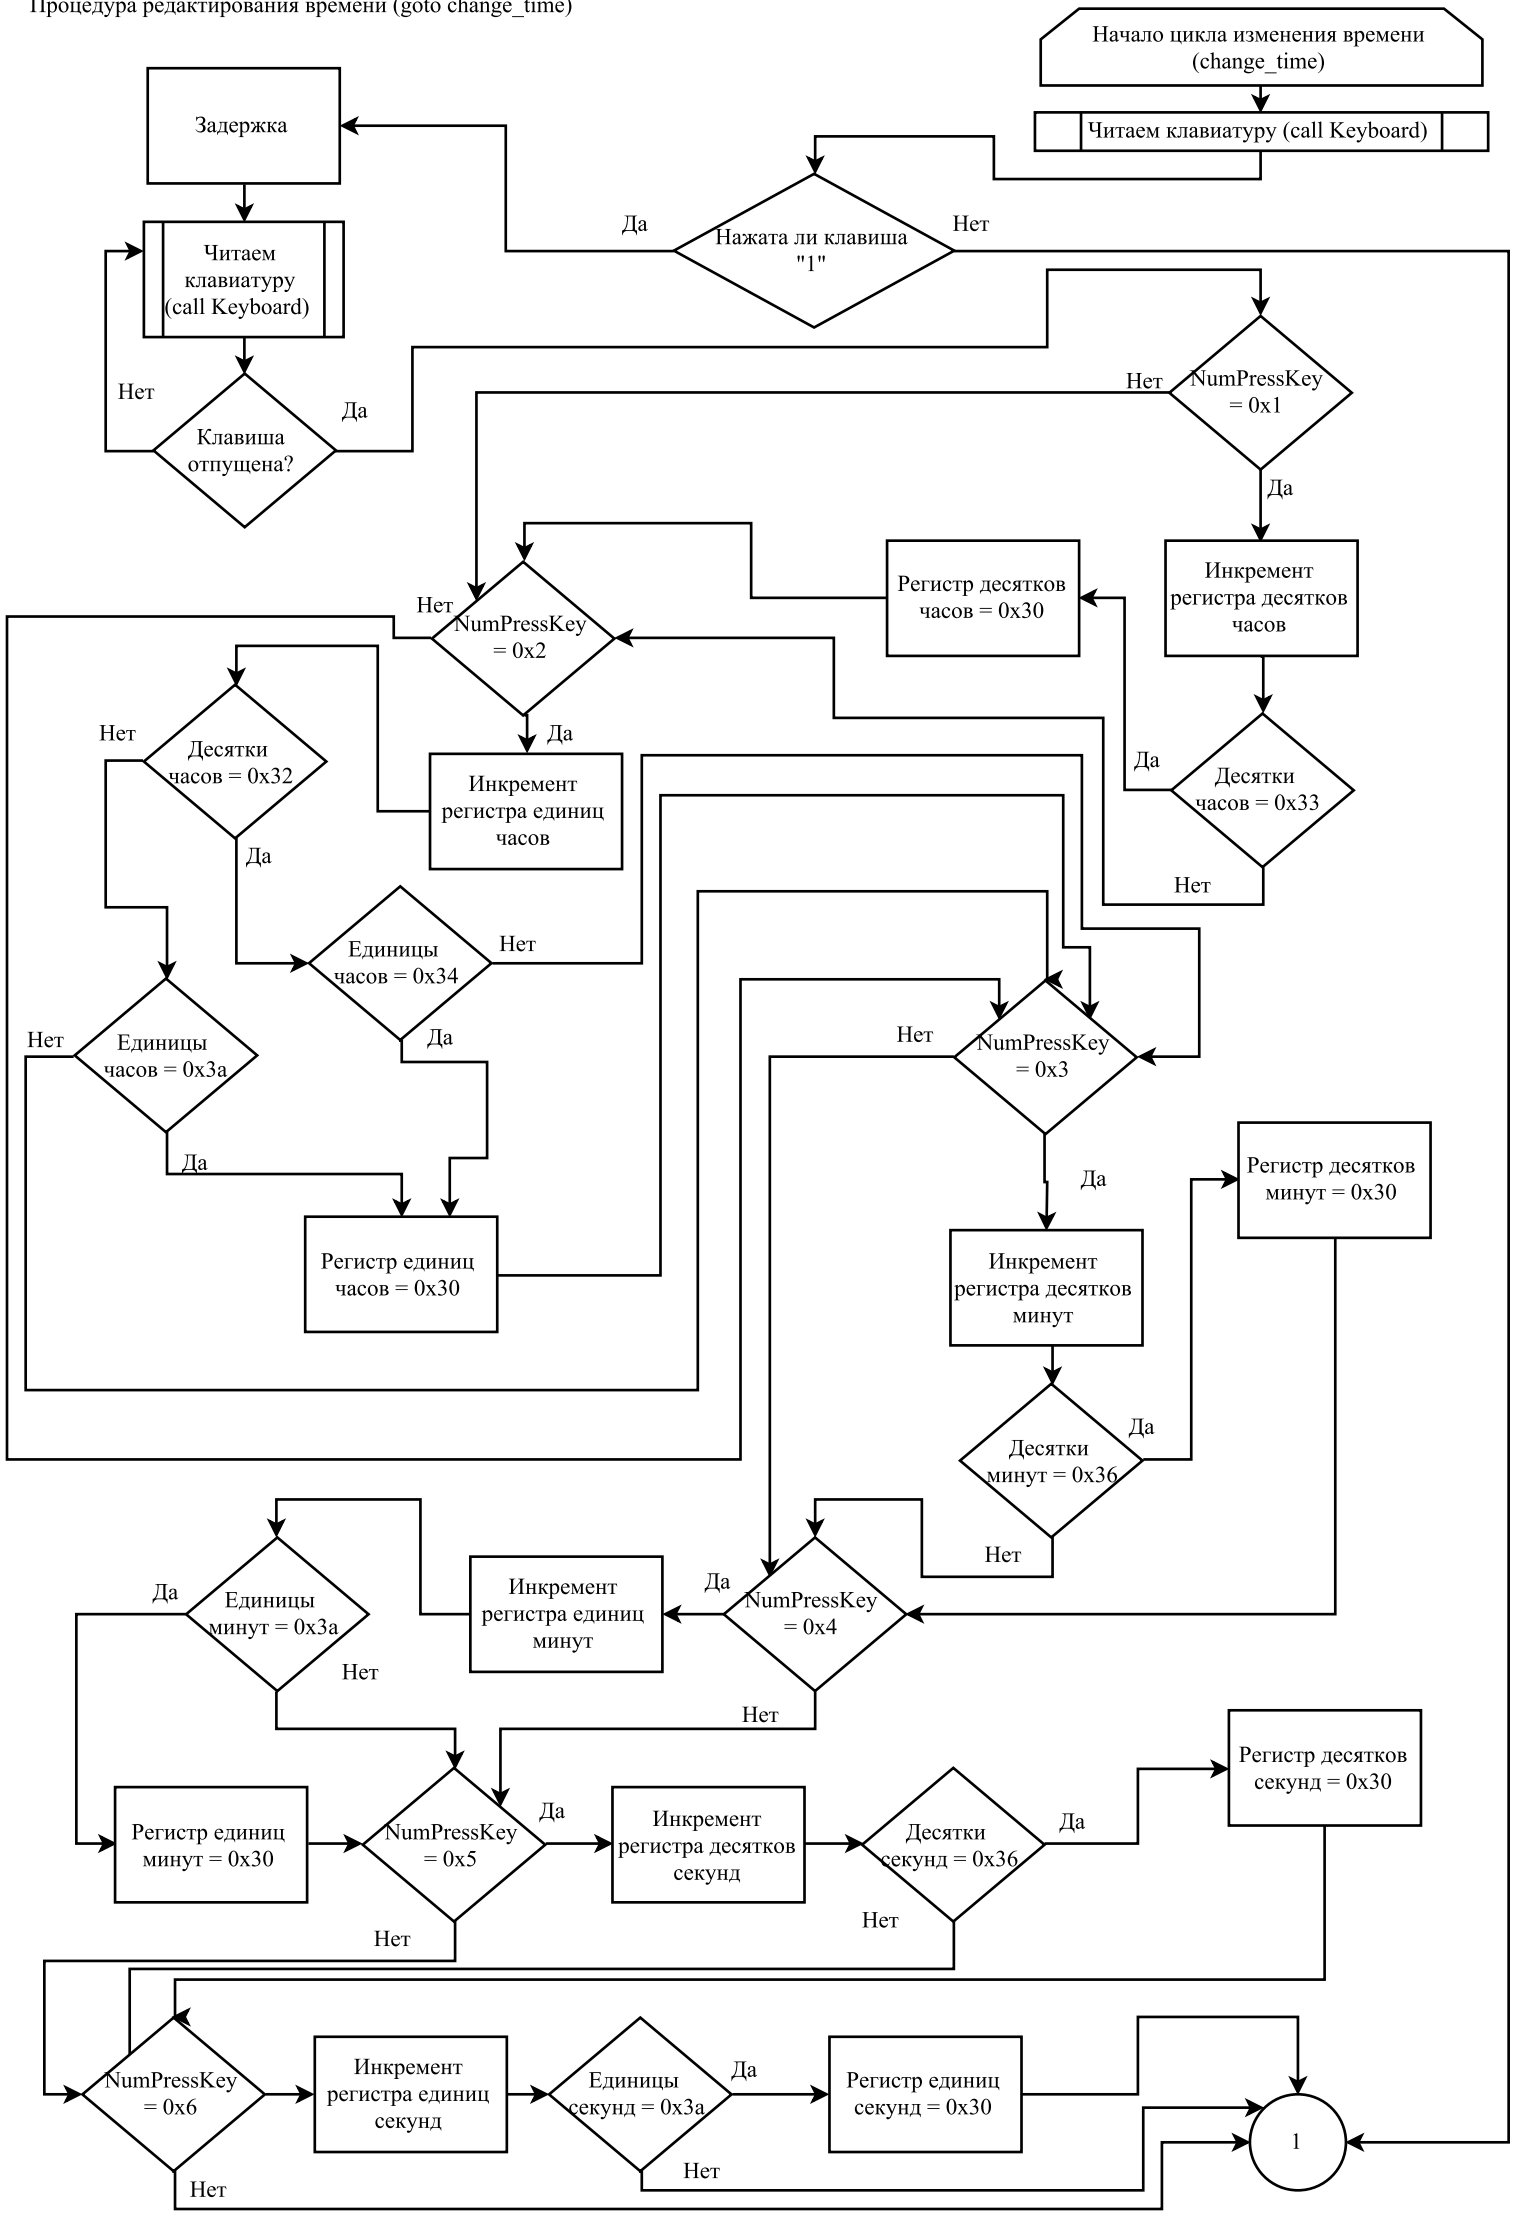 Процедура редактирования времени (goto change_time)
Начало цикла изменения времени
(change_time)
Читаем клавиатуру (call Keyboard)
Задержка
Да
Нет
Нажата ли клавиша
"1"
Читаем
клавиатуру
(call Keyboard)
Нет
Да
Клавиша
отпущена?
Нет
NumPressKey
= 0x1
Да
Инкремент
регистра десятков
часов
Регистр десятков
часов = 0x30
Нет
NumPressKey
= 0x2
Да
Нет
Десятки
часов = 0x32
Да
Инкремент
регистра единиц
часов
Да
Десятки
часов = 0x33
Нет
Единицы
часов = 0x34
Нет
Да
Нет
Единицы
часов = 0x3a
Да
Нет
NumPressKey
= 0x3
Да
Регистр десятков
минут = 0x30
Регистр единиц
часов = 0x30
Инкремент
регистра десятков
минут
Да
Десятки
минут = 0x36
Нет
Да
Единицы
минут = 0x3a
Нет
Инкремент
регистра единиц
минут
Да
NumPressKey
= 0x4
Нет
Регистр десятков
секунд = 0x30
Регистр единиц
минут = 0x30
NumPressKey
= 0x5
Да
Инкремент
регистра десятков
секунд
Десятки
секунд = 0x36
Да
Нет
Нет
NumPressKey
= 0x6
Инкремент
регистра единиц
секунд
Единицы
секунд = 0x3a
Да
Регистр единиц
секунд = 0x30
1
Нет
Нет